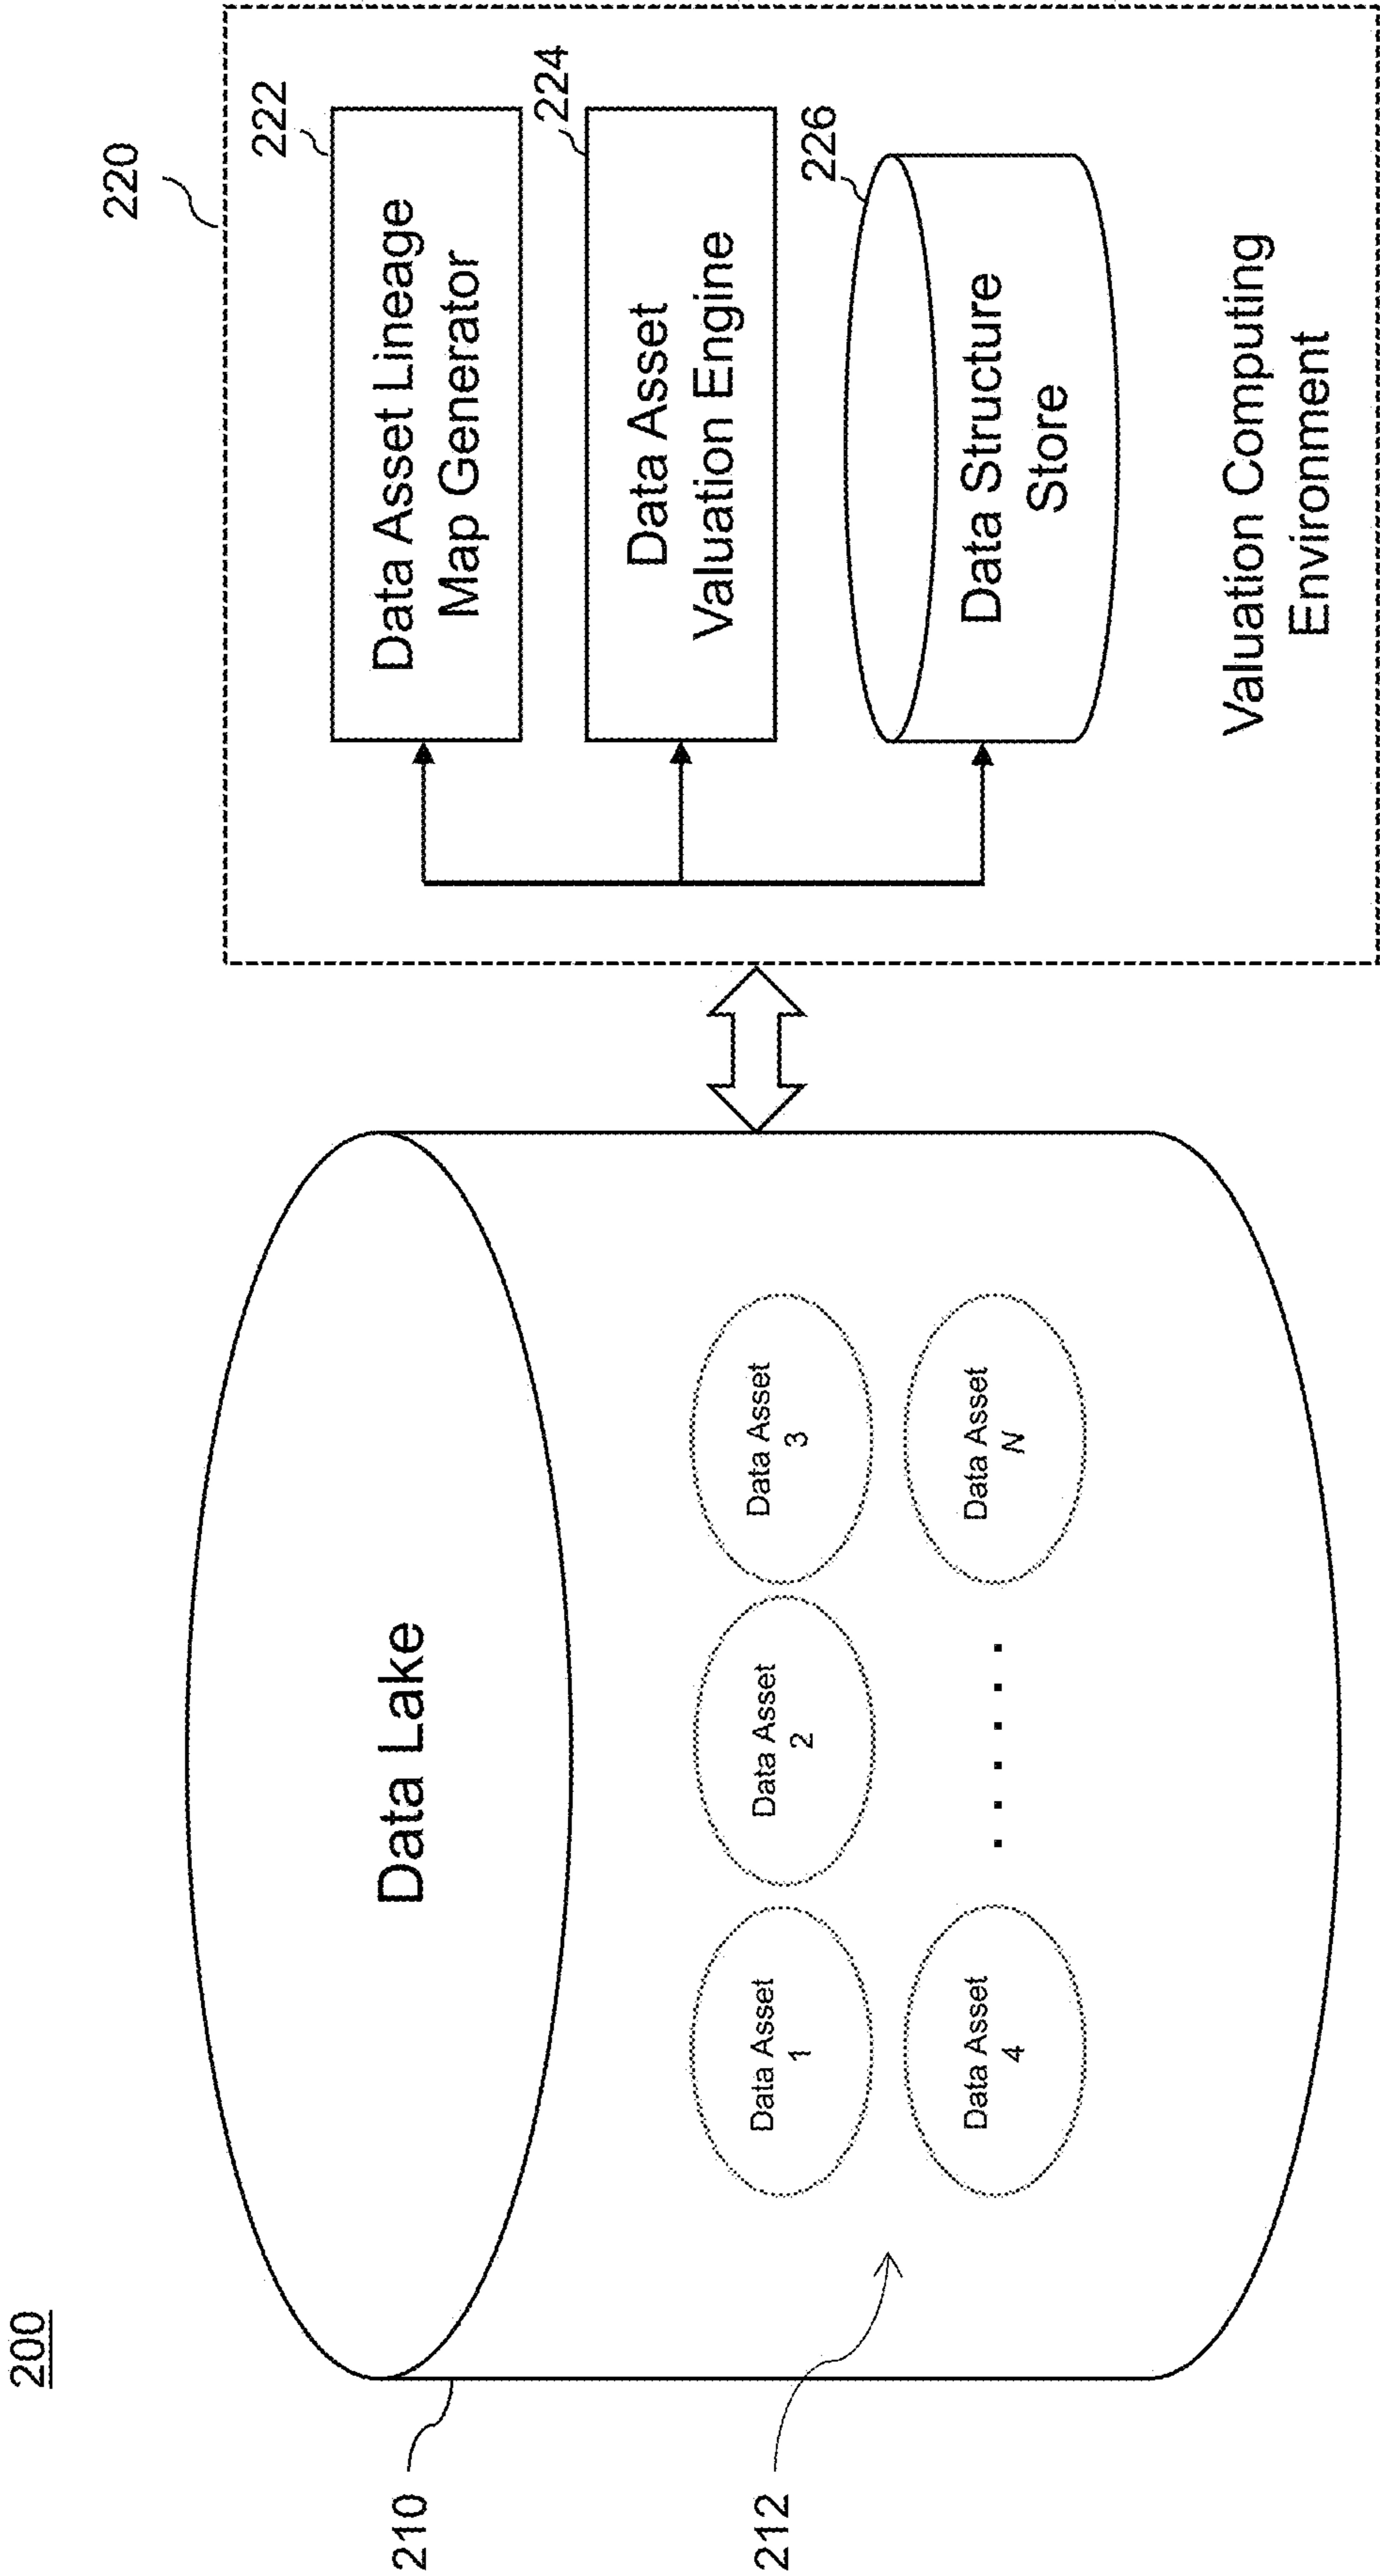 200
210
Data Lake
212
Data Asset
1
Data Asset
2
Data Asset
3
Data Asset
4
. . . . . .
Data Asset
N
220
222
Data Asset Lineage
Map Generator
224
Data Asset
Valuation Engine
226
Data Structure
Store
Valuation Computing
Environment